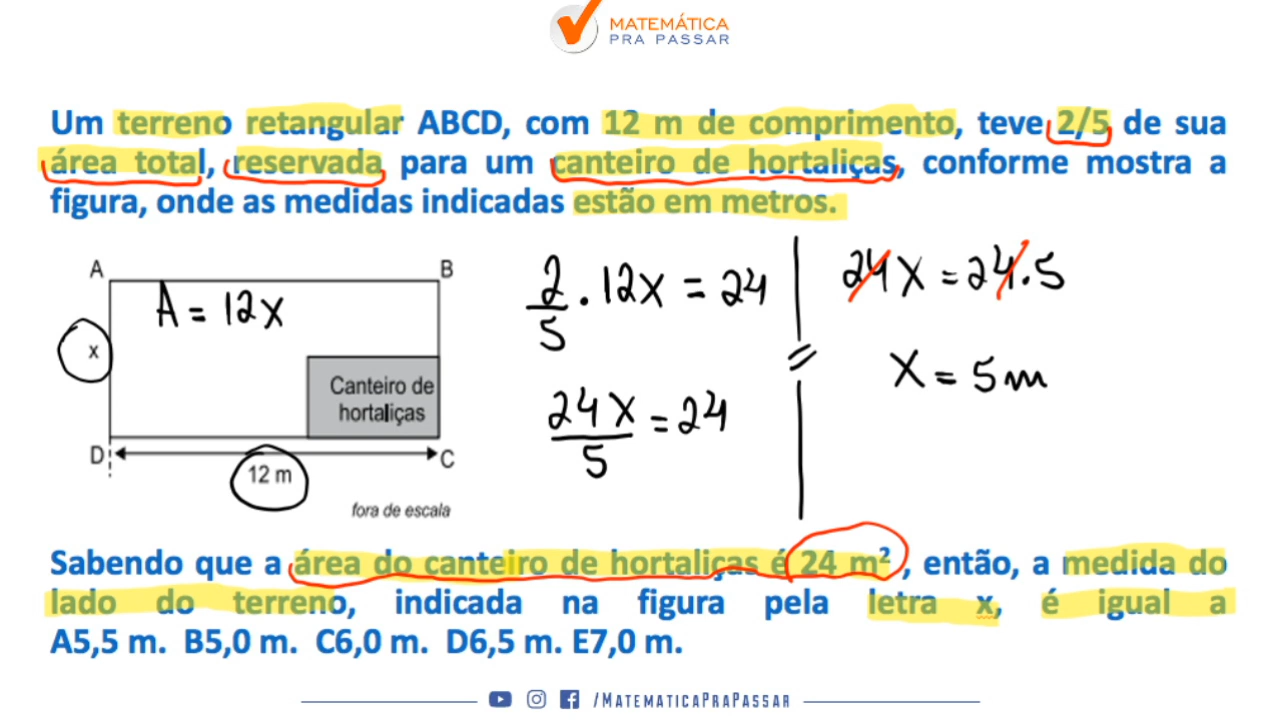 MATEMÁTICA
PRA PASSAR
Um terreno retangular ABCD, com 12 m de comprimento, teve 2/5 de sua
área total, reservada para um canteiro de hortaliças, conforme mostra a
figura, onde as medidas indicadas estão em metros.
A
B
A = 12x
x
Canteiro de
hortaliças
D
C
12 m
fora de escala
2/5 . 12x = 24
24x/5 = 24
24x = 24.5
x = 5m
Sabendo que a área do canteiro de hortaliças é 24 m², então, a medida do
lado do terreno, indicada na figura pela letra x, é igual a
A5,5 m. B5,0 m. C6,0 m. D6,5 m. E7,0 m.
/MATEMATICAPRAPASSAR